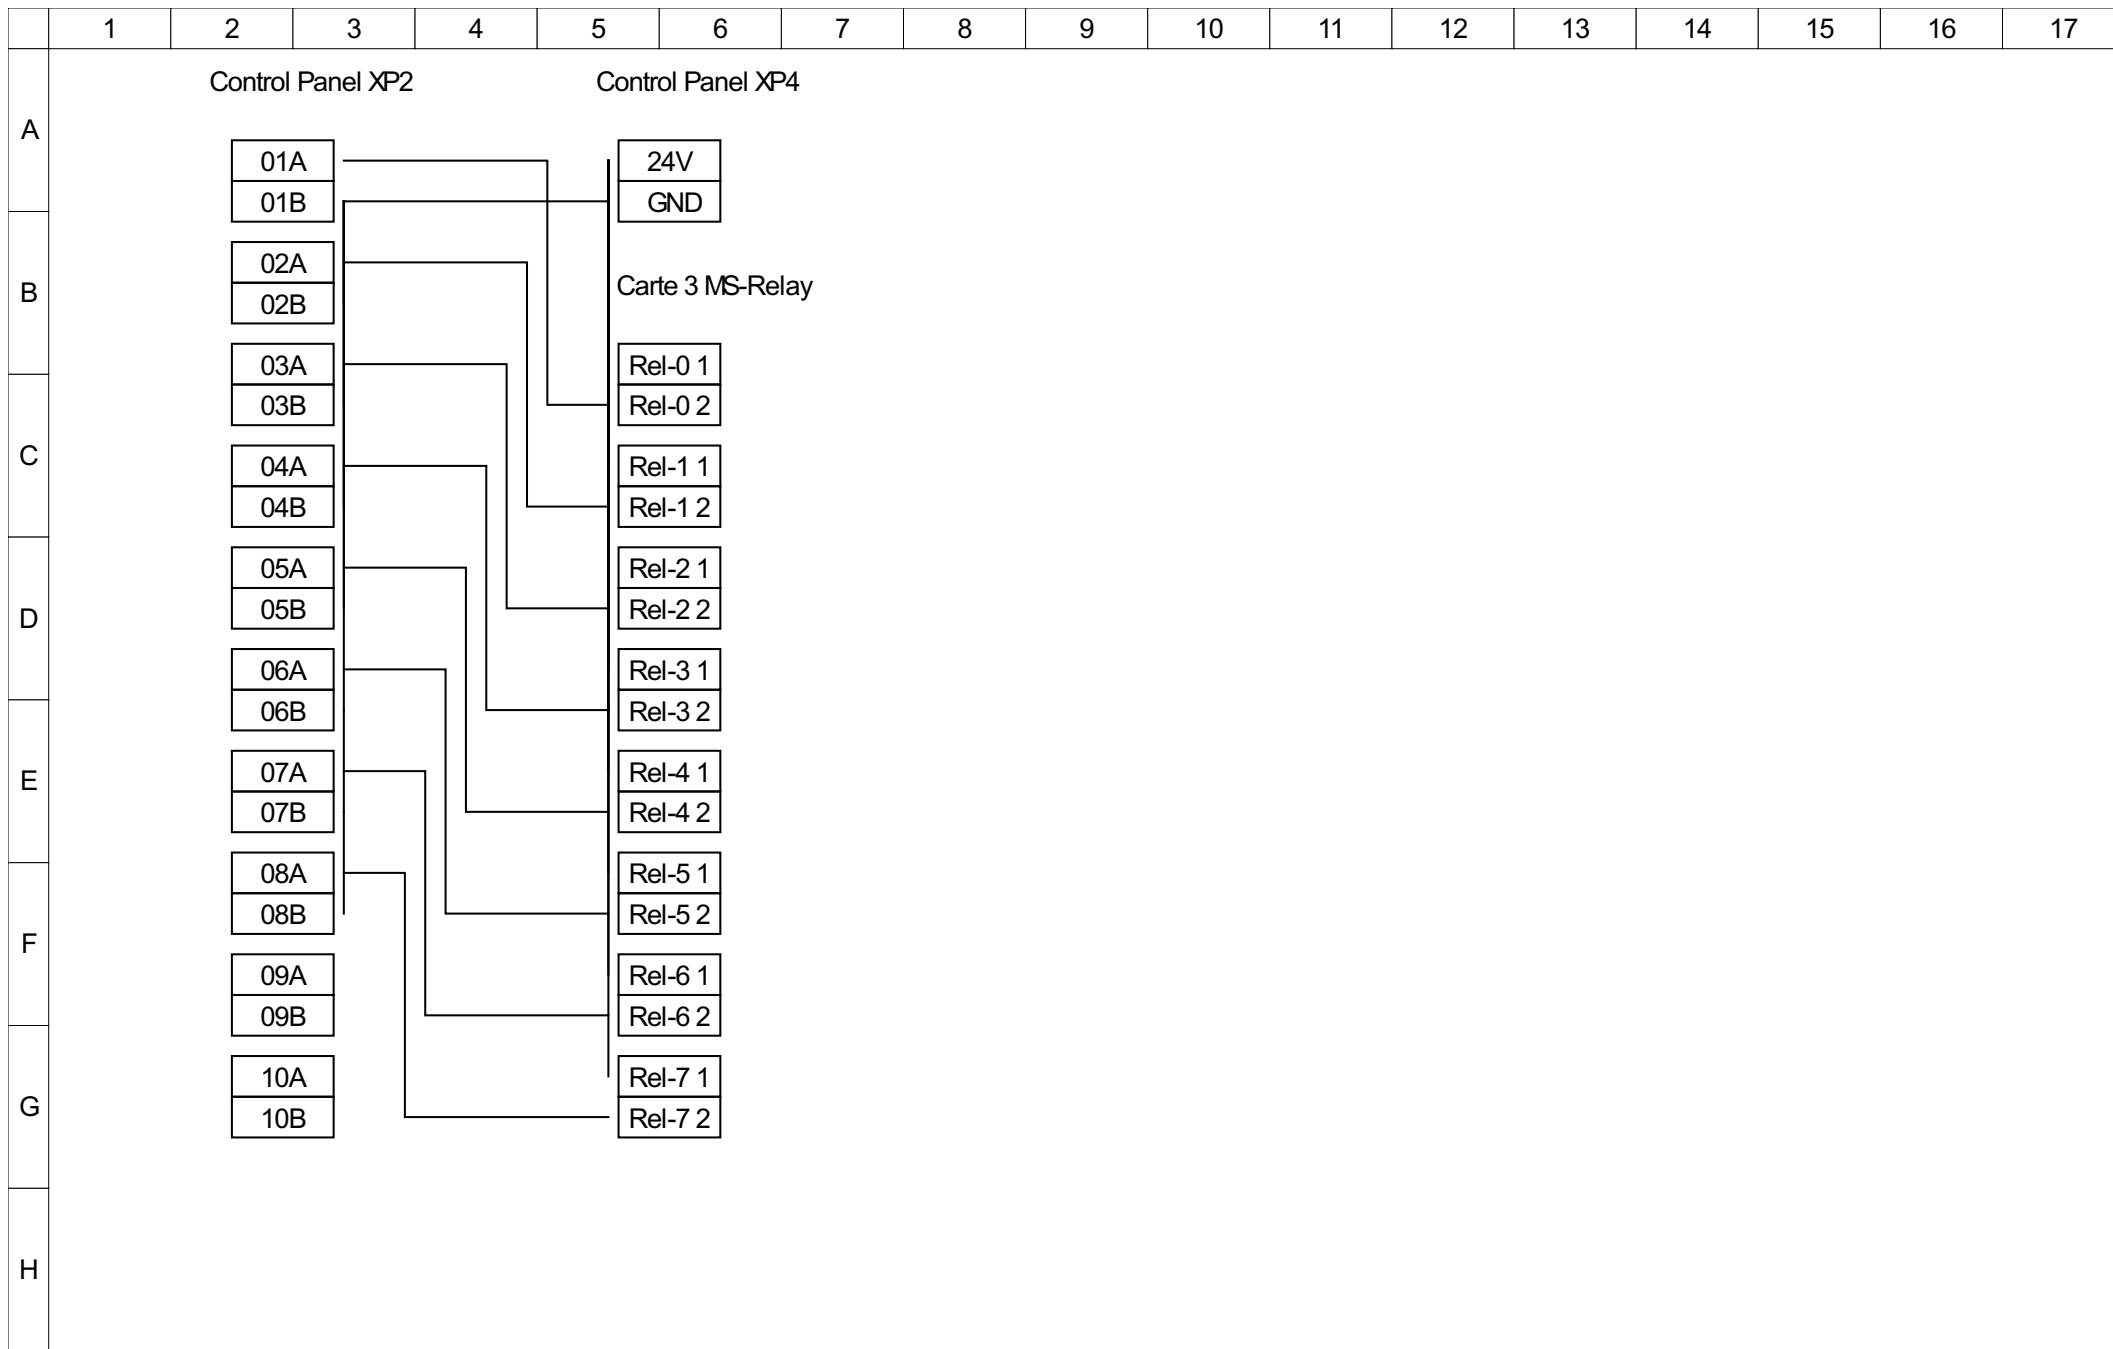 1 2 3 4 5 6 7 8 9 10 11 12 13 14 15 16 17
Control Panel XP2 Control Panel XP4
A
01A 24V
01B GND
02A
B Carte 3 MS-Relay
02B
03A Rel-0 1
03B Rel-0 2
C
04A Rel-1 1
04B Rel-1 2
05A Rel-2 1
05B Rel-2 2
D
06A Rel-3 1
06B Rel-3 2
07A Rel-4 1
E
07B Rel-4 2
08A Rel-5 1
08B Rel-5 2
F
09A Rel-6 1
09B Rel-6 2
10A Rel-7 1
G
10B Rel-7 2
H